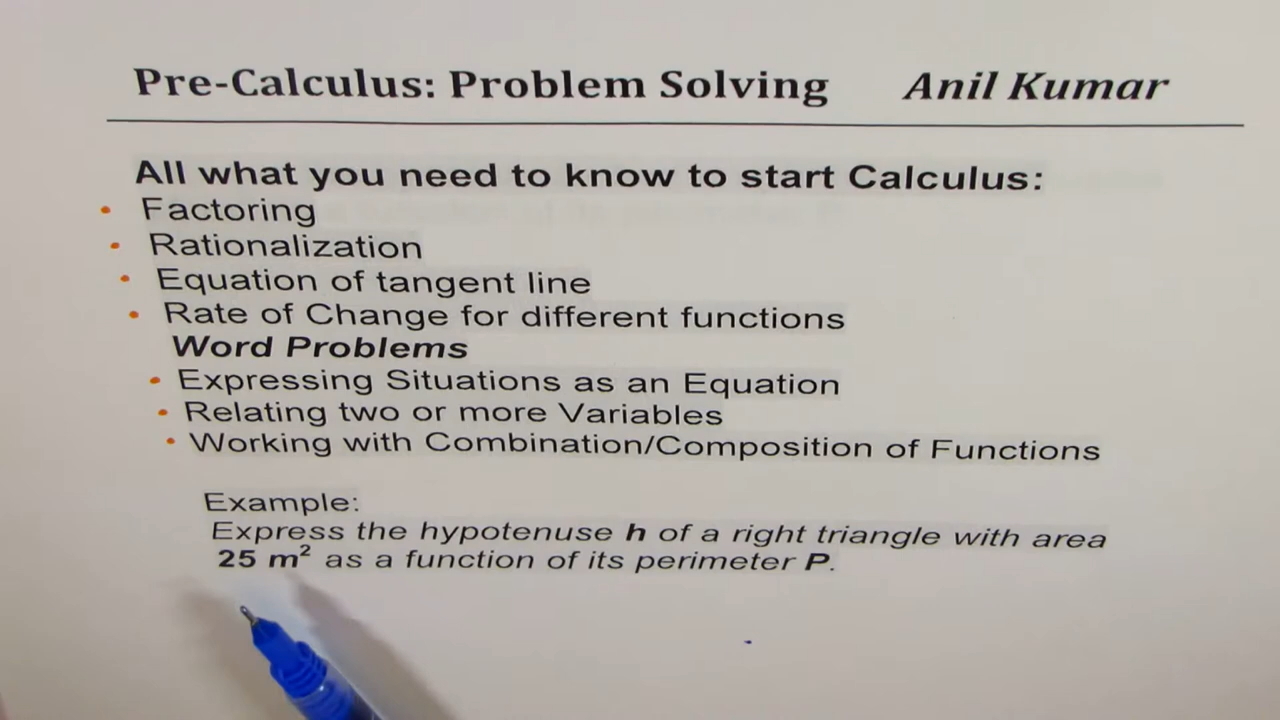 Pre-Calculus: Problem Solving Anil Kumar
All what you need to know to start Calculus:
• Factoring
• Rationalization
• Equation of tangent line
• Rate of Change for different functions
Word Problems
• Expressing Situations as an Equation
• Relating two or more Variables
• Working with Combination/Composition of Functions
Example:
Express the hypotenuse h of a right triangle with area
25 m² as a function of its perimeter P.